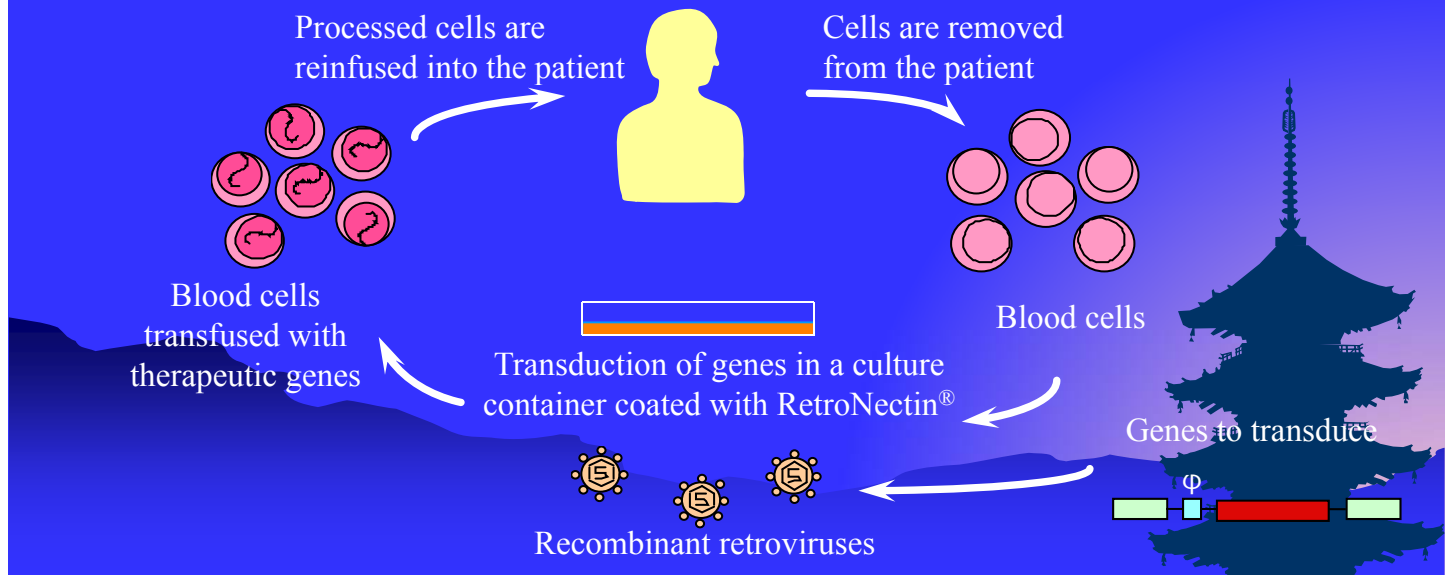 Processed cells are
reinfused into the patient
Cells are removed
from the patient
Blood cells
transfused with
therapeutic genes
Blood cells
Transduction of genes in a culture
container coated with RetroNectin®
Genes to transduce
φ
Recombinant retroviruses